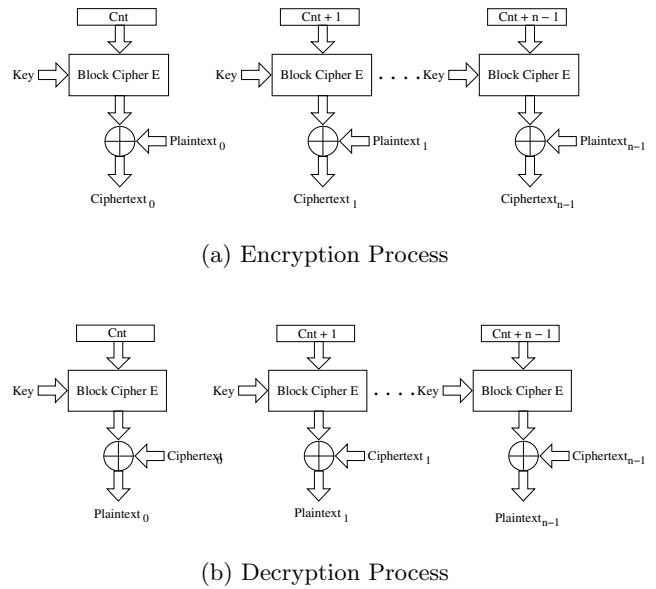 Cnt Cnt + 1 Cnt + n - 1
Key Block Cipher E Key Block Cipher E . . . . Key Block Cipher E
Plaintext 0 Plaintext 1 Plaintext n-1
Ciphertext 0 Ciphertext 1 Ciphertext n-1
(a) Encryption Process
Cnt Cnt + 1 Cnt + n - 1
Key Block Cipher E Key Block Cipher E . . . . Key Block Cipher E
Ciphertext 0 Ciphertext 1 Ciphertext n-1
Plaintext 0 Plaintext 1 Plaintext n-1
(b) Decryption Process